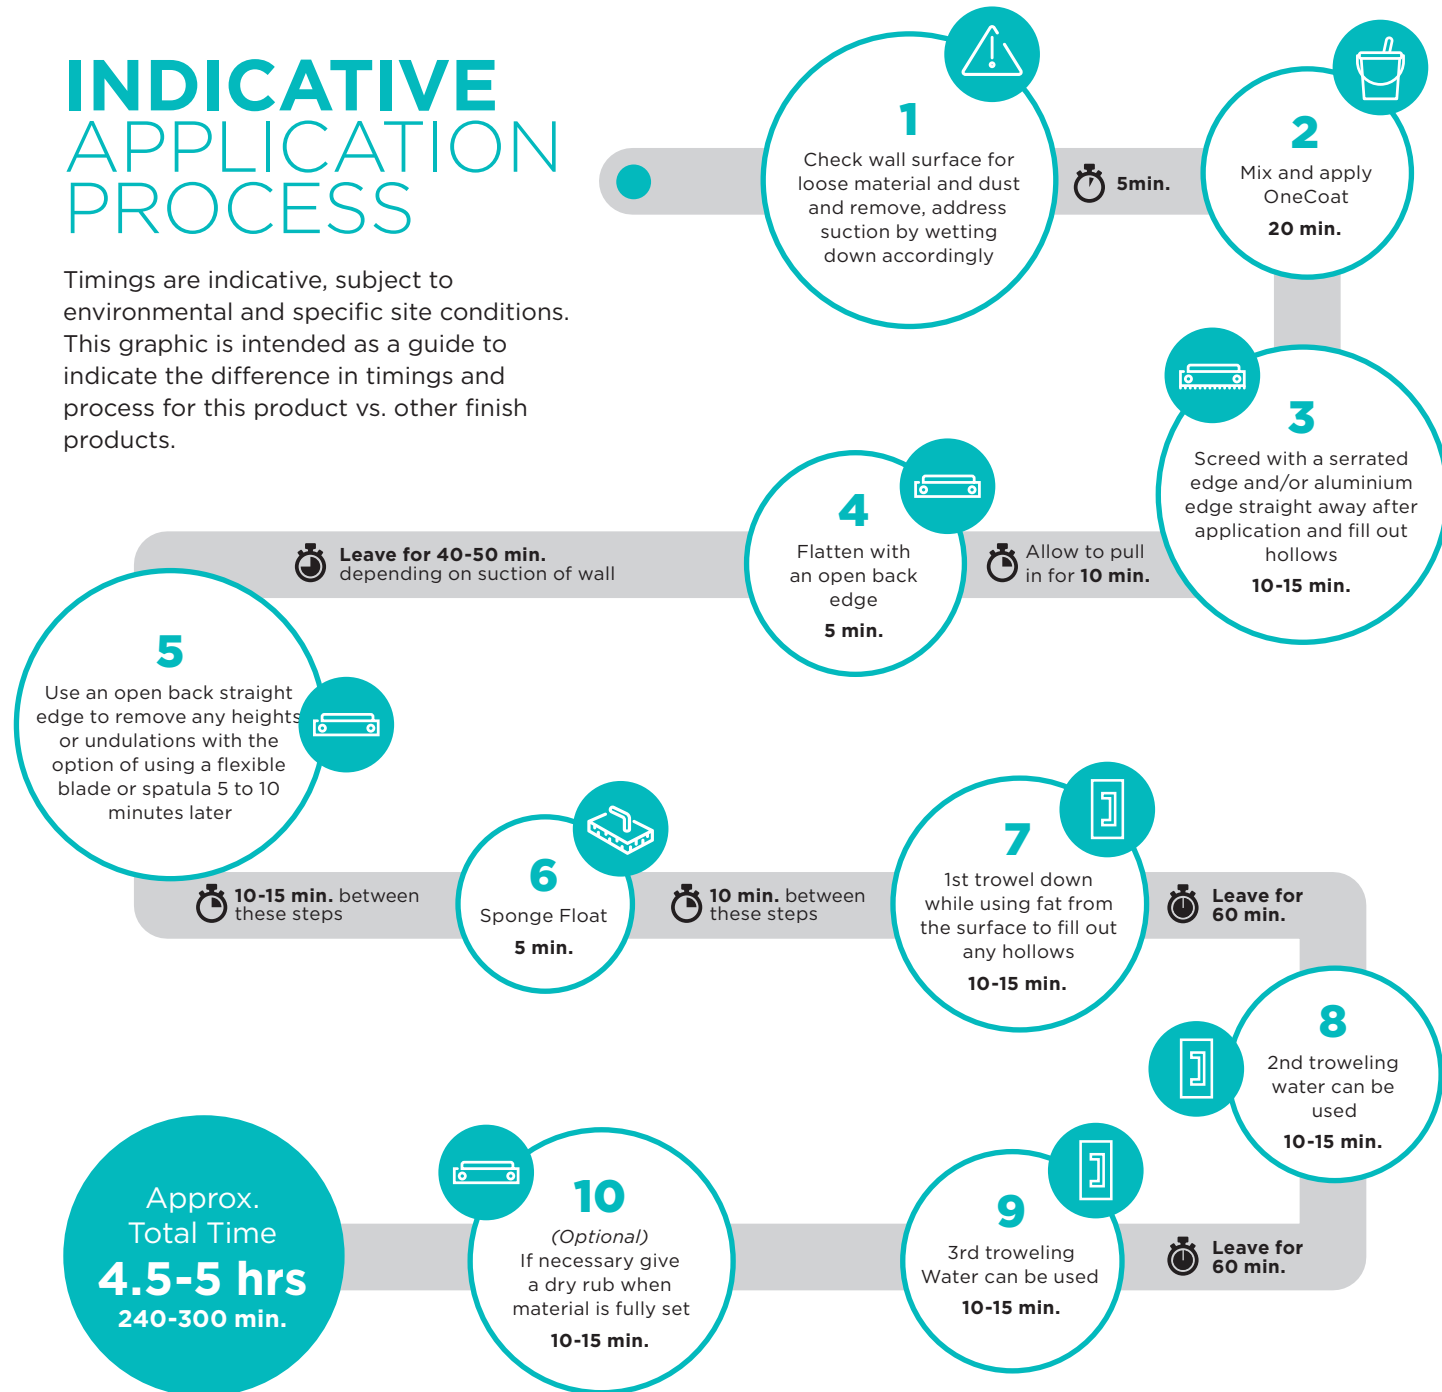 INDICATIVE
APPLICATION
PROCESS
Timings are indicative, subject to
environmental and specific site conditions.
This graphic is intended as a guide to
indicate the difference in timings and
process for this product vs. other finish
products.
1
Check wall surface for
loose material and dust
and remove, address
suction by wetting
down accordingly
5min.
2
Mix and apply
OneCoat
20 min.
3
Screed with a serrated
edge and/or aluminium
edge straight away after
application and fill out
hollows
10-15 min.
Allow to pull
in for 10 min.
4
Flatten with
an open back
edge
5 min.
Leave for 40-50 min.
depending on suction of wall
5
Use an open back straight
edge to remove any heights
or undulations with the
option of using a flexible
blade or spatula 5 to 10
minutes later
10-15 min. between
these steps
6
Sponge Float
5 min.
10 min. between
these steps
7
1st trowel down
while using fat from
the surface to fill out
any hollows
10-15 min.
Leave for
60 min.
8
2nd troweling
water can be
used
10-15 min.
Leave for
60 min.
9
3rd troweling
Water can be used
10-15 min.
10
(Optional)
If necessary give
a dry rub when
material is fully set
10-15 min.
Approx.
Total Time
4.5-5 hrs
240-300 min.